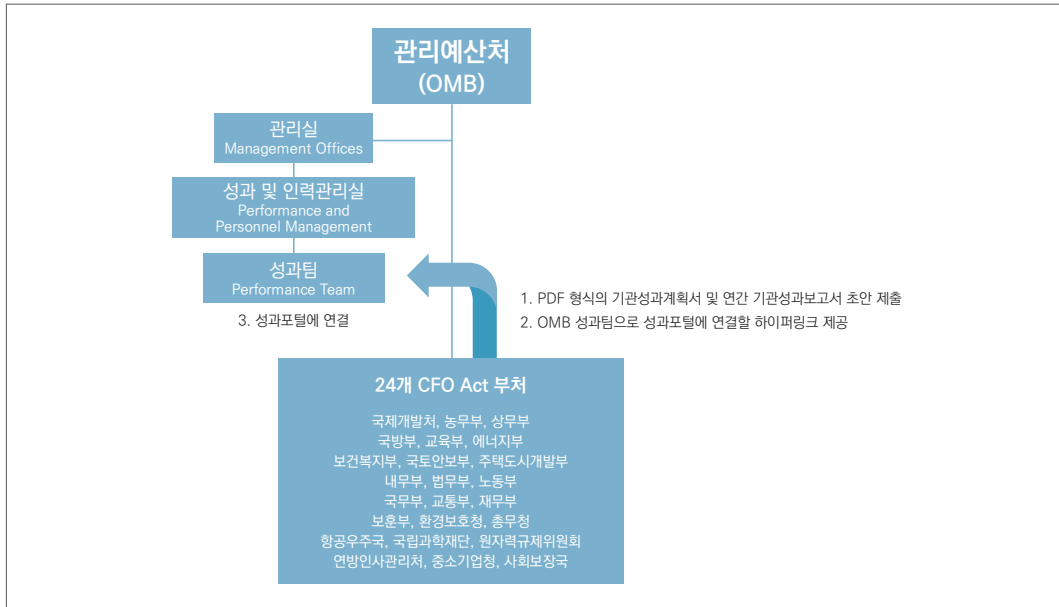 관리예산처
(OMB)
관리실
Management Offices
성과 및 인력관리실
Performance and
Personnel Management
성과팀
Performance Team
3. 성과포털에 연결
1. PDF 형식의 기관성과계획서 및 연간 기관성과보고서 초안 제출
2. OMB 성과팀으로 성과포털에 연결할 하이퍼링크 제공
24개 CFO Act 부처
국제개발처, 농무부, 상무부
국방부, 교육부, 에너지부
보건복지부, 국토안보부, 주택도시개발부
내무부, 법무부, 노동부
국무부, 교통부, 재무부
보훈부, 환경보호청, 총무청
항공우주국, 국립과학재단, 원자력규제위원회
연방인사관리처, 중소기업청, 사회보장국